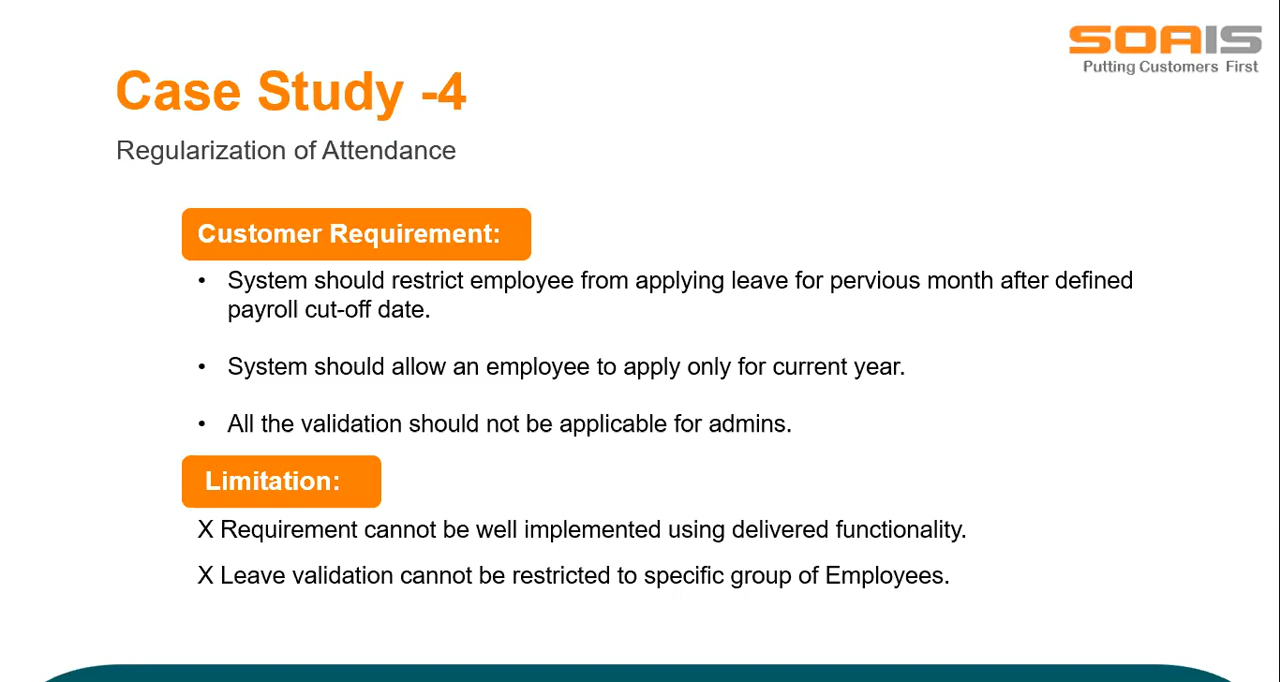 SOAIS
Putting Customers First
Case Study -4
Regularization of Attendance
Customer Requirement:
• System should restrict employee from applying leave for pervious month after defined
payroll cut-off date.
• System should allow an employee to apply only for current year.
• All the validation should not be applicable for admins.
Limitation:
X Requirement cannot be well implemented using delivered functionality.
X Leave validation cannot be restricted to specific group of Employees.